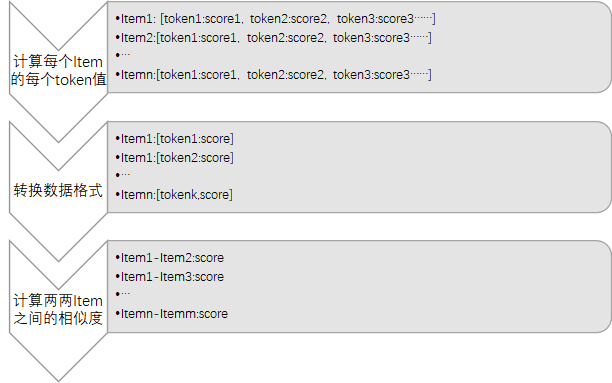 计算每个Item
的每个token值
•Item1: [token1:score1, token2:score2, token3:score3……]
•Item2:[token1:score1, token2:score2, token3:score3……]
•…
•Itemn:[token1:score1, token2:score2, token3:score3……]
转换数据格式
•Item1:[token1:score]
•Item1:[token2:score]
•…
•Itemn:[tokenk,score]
计算两两Item
之间的相似度
•Item1-Item2:score
•Item1-Item3:score
•…
•Itemn-Itemm:score